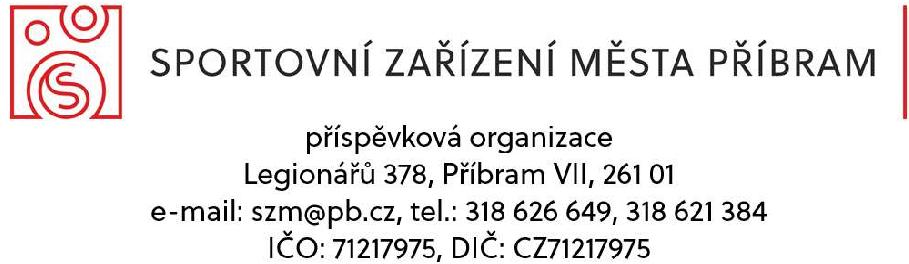 SPORTOVNÍ ZAŘÍZENÍ MĚSTA PŘÍBRAM
příspěvková organizace
Legionářů 378, Příbram VII, 261 01
e-mail: szm@pb.cz, tel.: 318 626 649, 318 621 384
IČO: 71217975, DIČ: CZ71217975